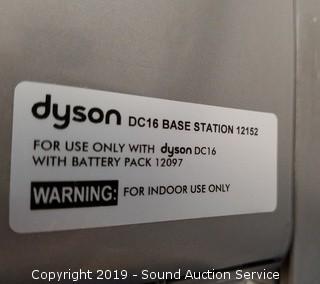 dyson DC16 BASE STATION 12152
FOR USE ONLY WITH dyson DC16
WITH BATTERY PACK 12097
WARNING: FOR INDOOR USE ONLY
Copyright 2019 - Sound Auction Service